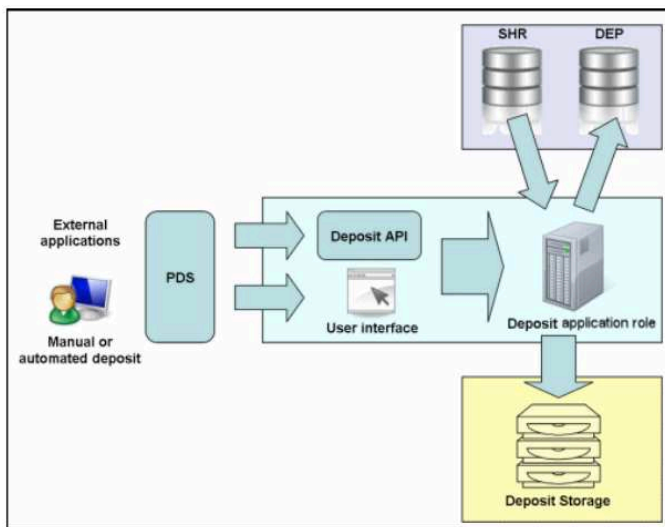 SHR
DEP
External
applications
PDS
Deposit API
User interface
Manual or
automated deposit
Deposit application role
Deposit Storage